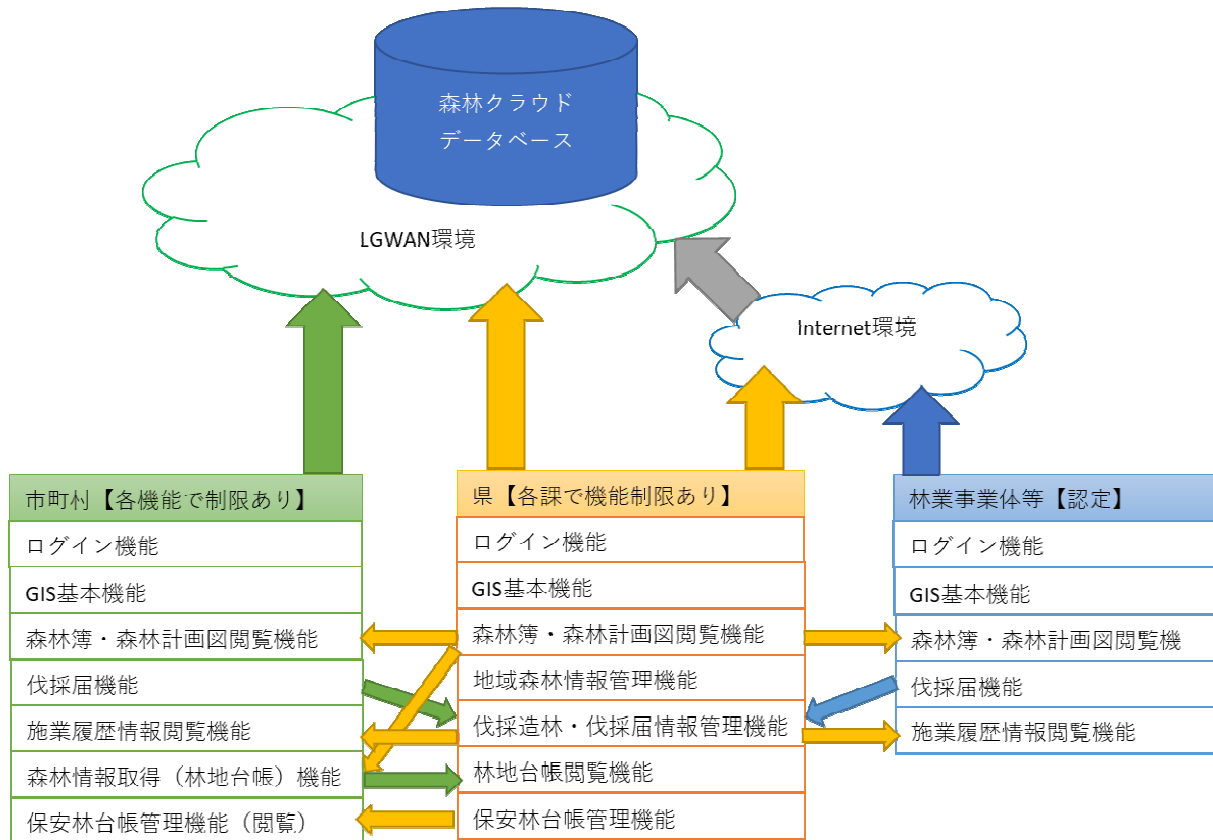 森林クラウド
データベース
LGWAN環境
Internet環境
市町村【各機能で制限あり】
ログイン機能
GIS基本機能
森林簿・森林計画図閲覧機能
伐採届機能
施業履歴情報閲覧機能
森林情報取得（林地台帳）機能
保安林台帳管理機能（閲覧）
県【各課で機能制限あり】
ログイン機能
GIS基本機能
森林簿・森林計画図閲覧機能
地域森林情報管理機能
伐採造林・伐採届情報管理機能
林地台帳閲覧機能
保安林台帳管理機能
林業事業体等【認定】
ログイン機能
GIS基本機能
森林簿・森林計画図閲覧機
伐採届機能
施業履歴情報閲覧機能